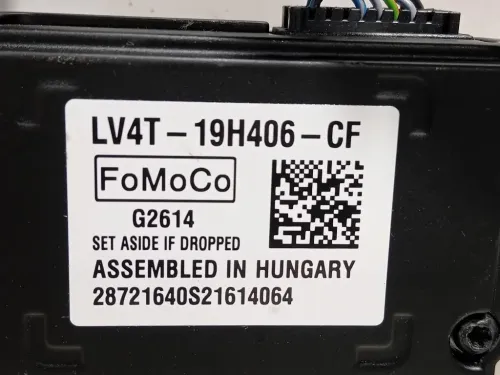 LV4T-19H406-CF
FoMoCo
G2614
SET ASIDE IF DROPPED
ASSEMBLED IN HUNGARY
28721640S21614064